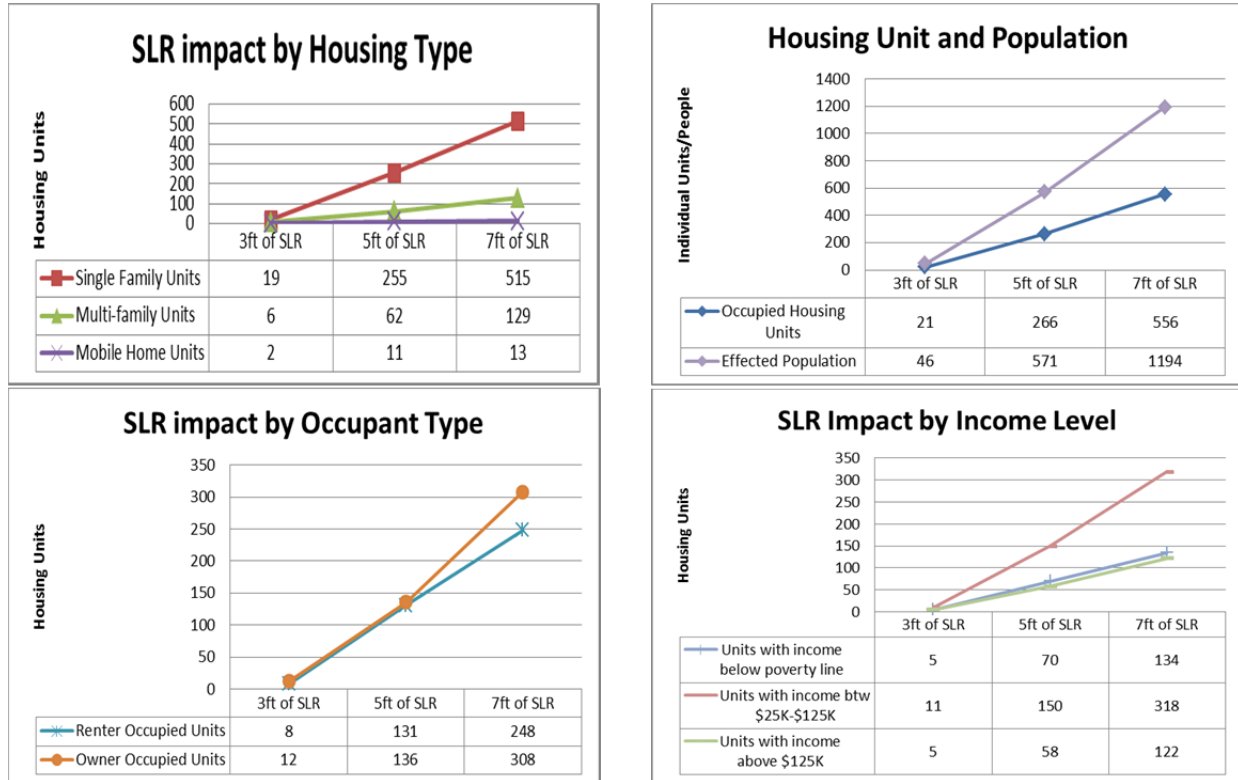 SLR impact by Housing Type
Housing Units
600
500
400
300
200
100
0
3ft of SLR 5ft of SLR 7ft of SLR
Single Family Units 19 255 515
Multi-family Units 6 62 129
Mobile Home Units 2 11 13
Housing Unit and Population
Individual Units/People
1400
1200
1000
800
600
400
200
0
3ft of SLR 5ft of SLR 7ft of SLR
Occupied Housing
Units 21 266 556
Effected Population 46 571 1194
SLR impact by Occupant Type
Housing Units
350
300
250
200
150
100
50
0
3ft of SLR 5ft of SLR 7ft of SLR
Renter Occupied Units 8 131 248
Owner Occupied Units 12 136 308
SLR Impact by Income Level
Housing Units
350
300
250
200
150
100
50
0
3ft of SLR 5ft of SLR 7ft of SLR
Units with income
below poverty line 5 70 134
Units with income btw
$25K-$125K 11 150 318
Units with income
above $125K 5 58 122